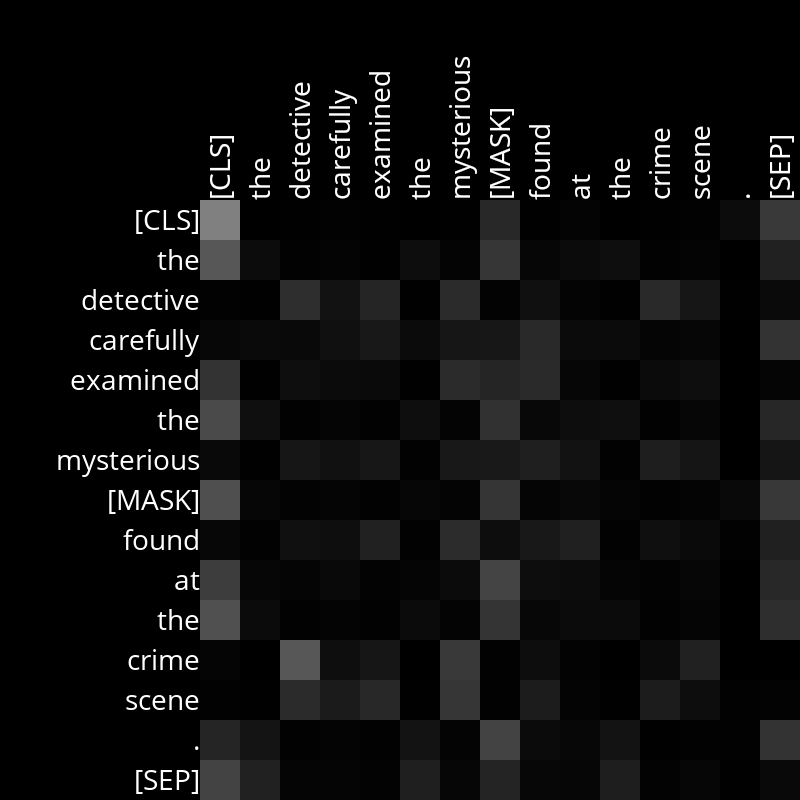 [CLS] the detective carefully examined the mysterious [MASK] found at the crime scene . [SEP]
[CLS]
the
detective
carefully
examined
the
mysterious
[MASK]
found
at
the
crime
scene
.
[SEP]